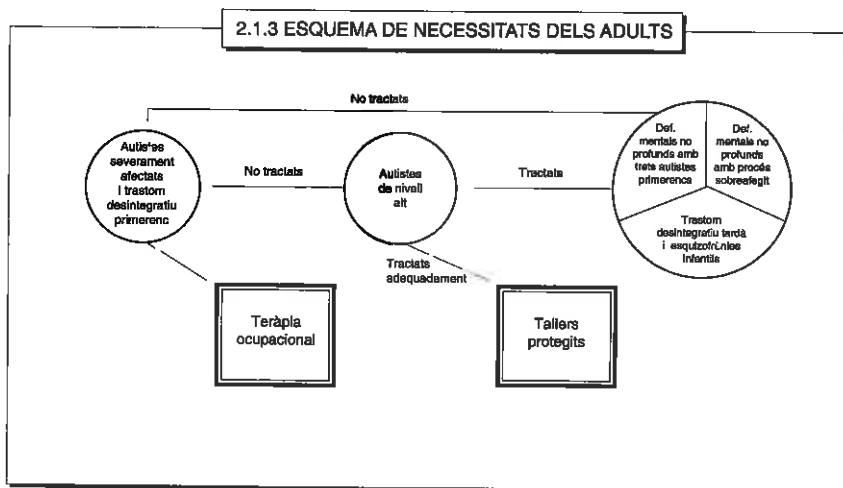 2.1.3 ESQUEMA DE NECESSITATS DELS ADULTS
No tractats
Autistes
severament
afectats
i trastorn
desintegratiu
primerenc
No tractats
Autistes
de nivell
alt
Tractats
Def.
mentals no
profunds amb
trets autistes
primerencs
Def.
mentals no
profunds
amb procés
sobreafegit
Trastorn
desintegratiu tardà
i esquizofrènies
infantils
Tractats
adequadament
Teràpia
ocupacional
Tallers
protegits